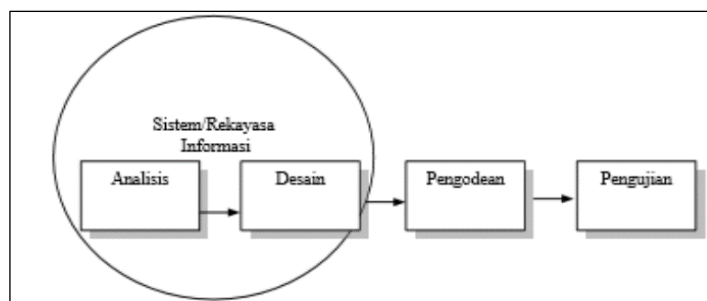 Sistem/Rekayasa
Informasi
Analisis
Desain
Pengodean
Pengujian